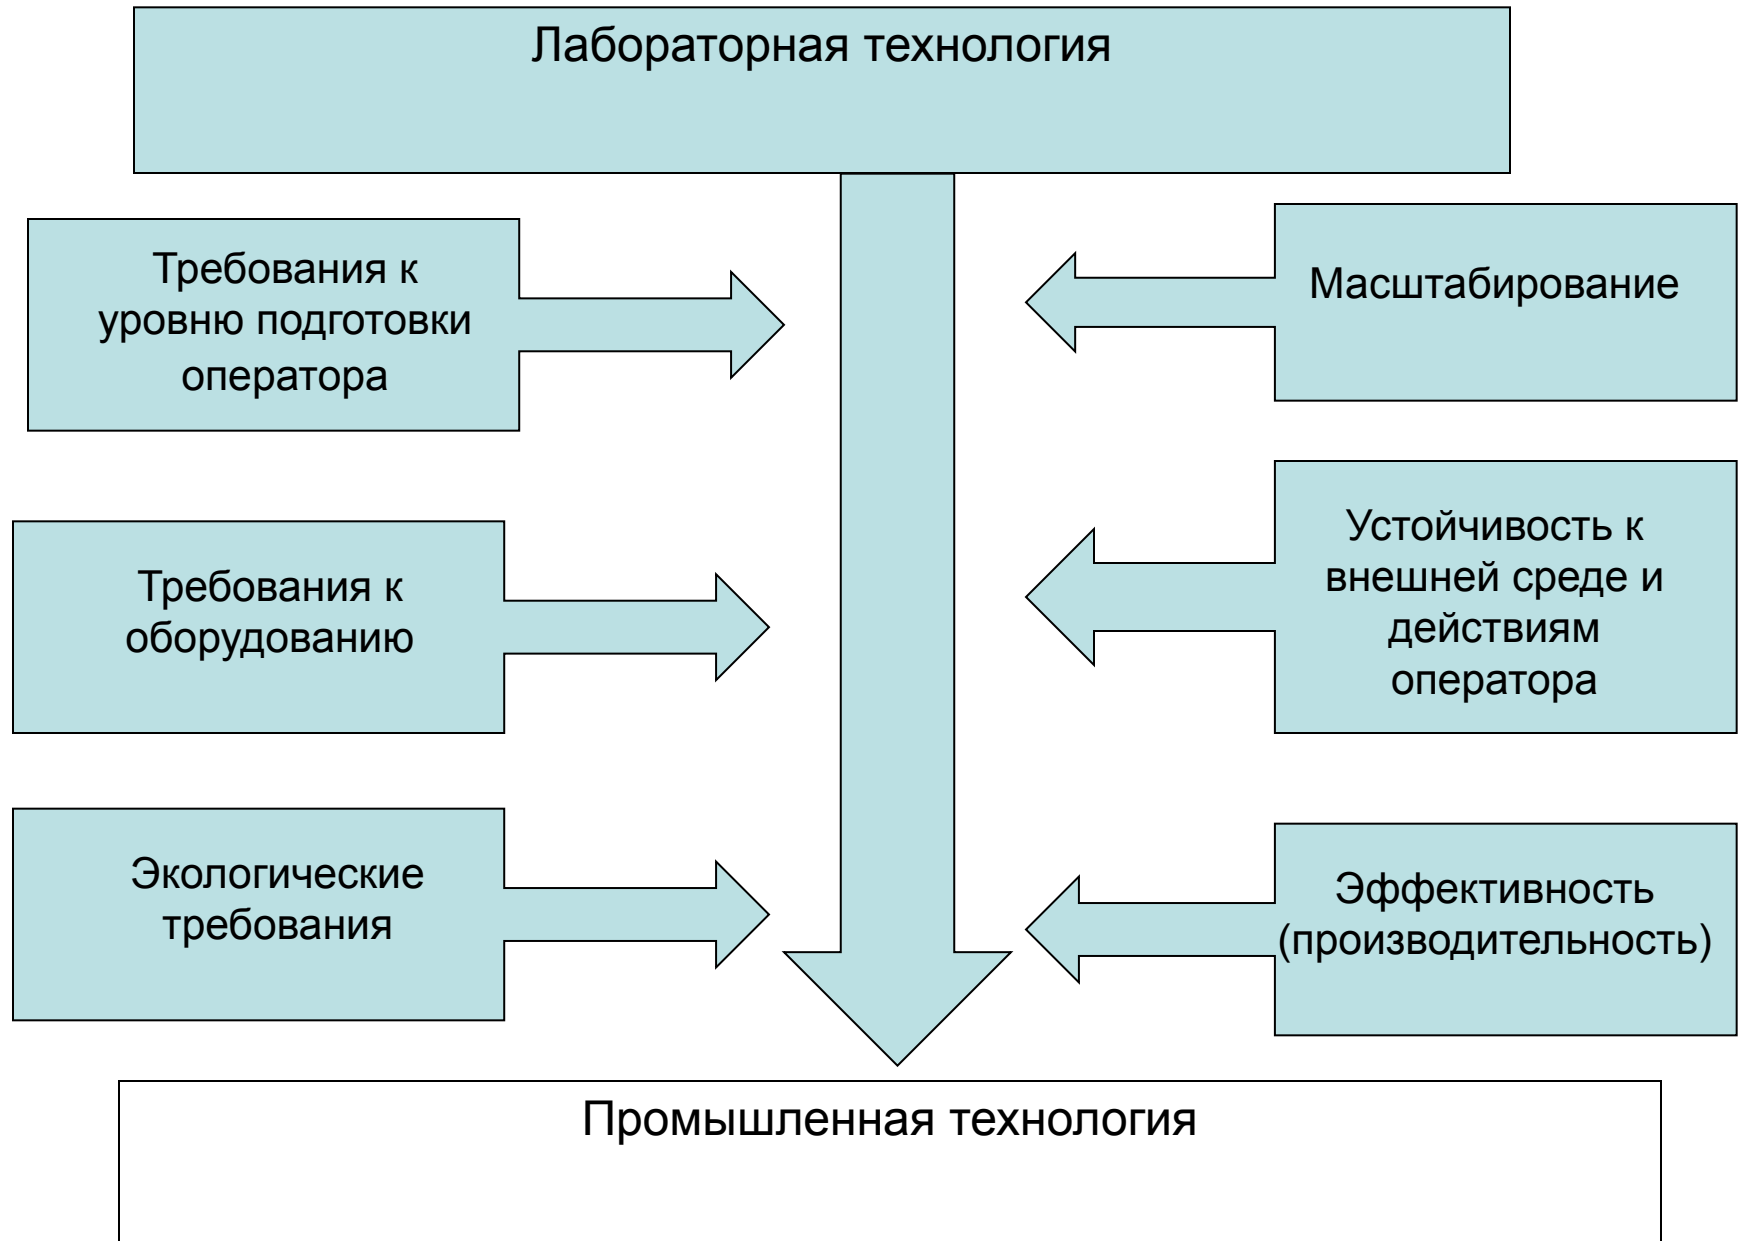 Лабораторная технология
Требования к
уровню подготовки
оператора
Масштабирование
Требования к
оборудованию
Устойчивость к
внешней среде и
действиям
оператора
Экологические
требования
Эффективность
(производительность)
Промышленная технология